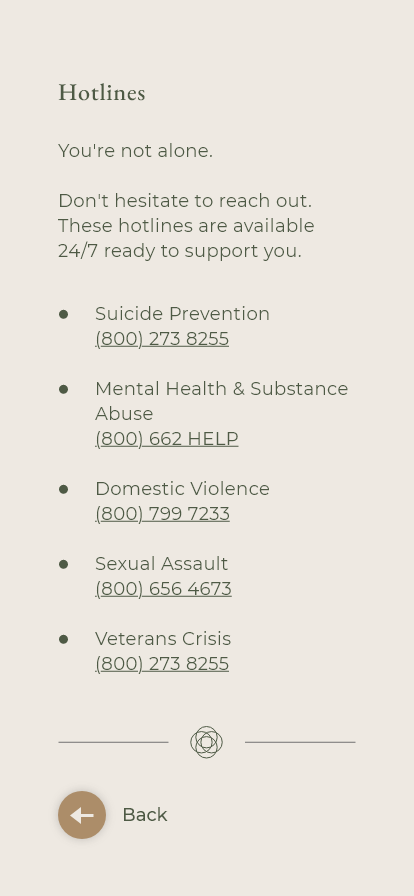 Hotlines
You're not alone.
Don't hesitate to reach out.
These hotlines are available
24/7 ready to support you.
Suicide Prevention
(800) 273 8255
Mental Health & Substance
Abuse
(800) 662 HELP
Domestic Violence
(800) 799 7233
Sexual Assault
(800) 656 4673
Veterans Crisis
(800) 273 8255
Back